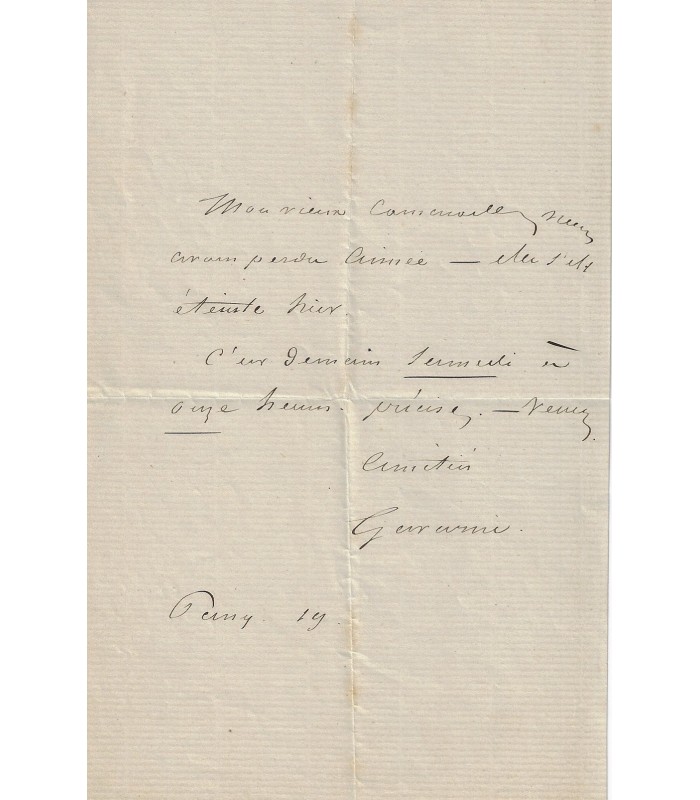 Mon vieux camarade, nous
avons perdu Aimée — elle s'est
éteinte hier.
C'est demain samedi à
onze heures précises. — Venez
Amitiés
Gavarni.
19.